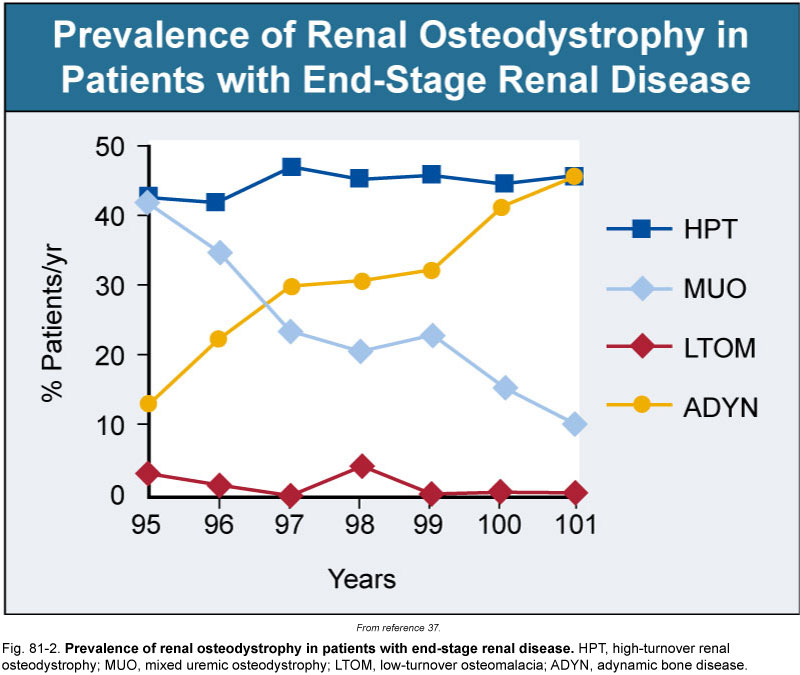 Prevalence of Renal Osteodystrophy in
Patients with End-Stage Renal Disease
% Patients/yr
50
40
30
20
10
0
95 96 97 98 99 100 101
Years
HPT
MUO
LTOM
ADYN
From reference 37.
Fig. 81-2. Prevalence of renal osteodystrophy in patients with end-stage renal disease. HPT, high-turnover renal
osteodystrophy; MUO, mixed uremic osteodystrophy; LTOM, low-turnover osteomalacia; ADYN, adynamic bone disease.